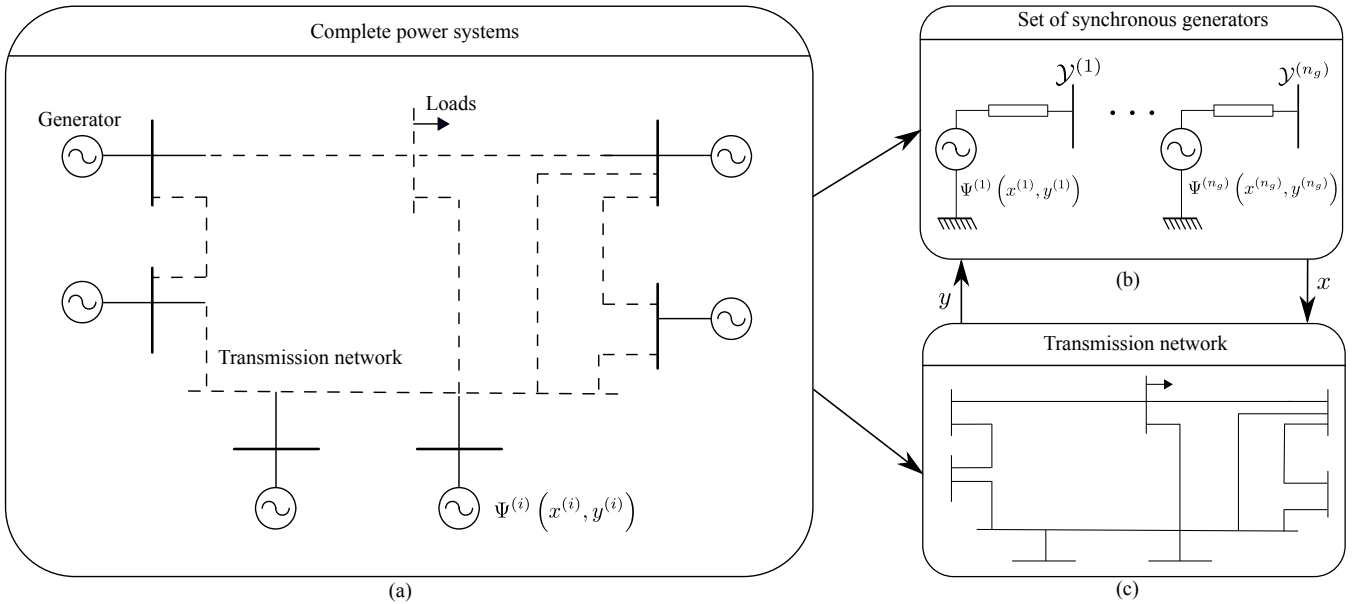 Complete power systems
Generator
Loads
Transmission network
Ψ^{(i)} (x^{(i)}, y^{(i)})
(a)
Set of synchronous generators
𝒴^{(1)}
𝒴^{(n_g)}
. . .
Ψ^{(1)} (x^{(1)}, y^{(1)})
Ψ^{(n_g)} (x^{(n_g)}, y^{(n_g)})
(b)
y
x
Transmission network
(c)